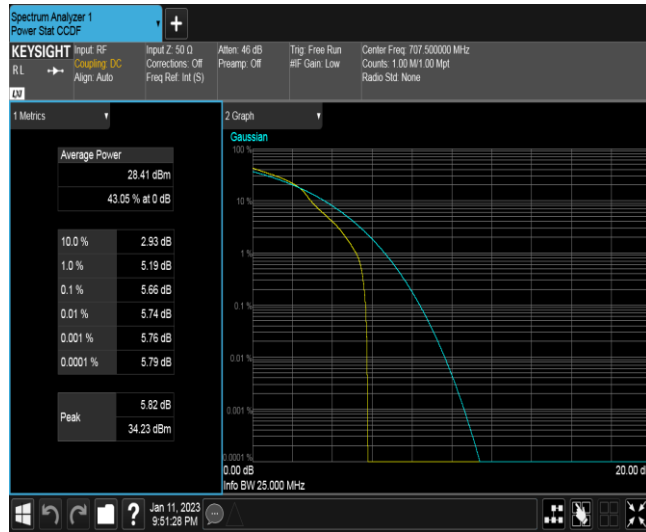 Spectrum Analyzer 1
Power Stat CCDF
KEYSIGHT
RL
LXI
Input: RF
Coupling: DC
Align: Auto
Input Z: 50 Ω
Corrections: Off
Freq Ref: Int (S)
Atten: 46 dB
Preamp: Off
Trig: Free Run
#IF Gain: Low
Center Freq: 707.500000 MHz
Counts: 1.00 M/1.00 Mpt
Radio Std: None
1 Metrics
Average Power
28.41 dBm
43.05 % at 0 dB
10.0 % 2.93 dB
1.0 % 5.19 dB
0.1 % 5.66 dB
0.01 % 5.74 dB
0.001 % 5.76 dB
0.0001 % 5.79 dB
Peak
5.82 dB
34.23 dBm
2 Graph
Gaussian
100 %
10 %
1 %
0.1 %
0.01 %
0.001 %
0.0001 %
0.00 dB
20.00 d
Info BW 25.000 MHz
?
Jan 11, 2023
9:51:28 PM